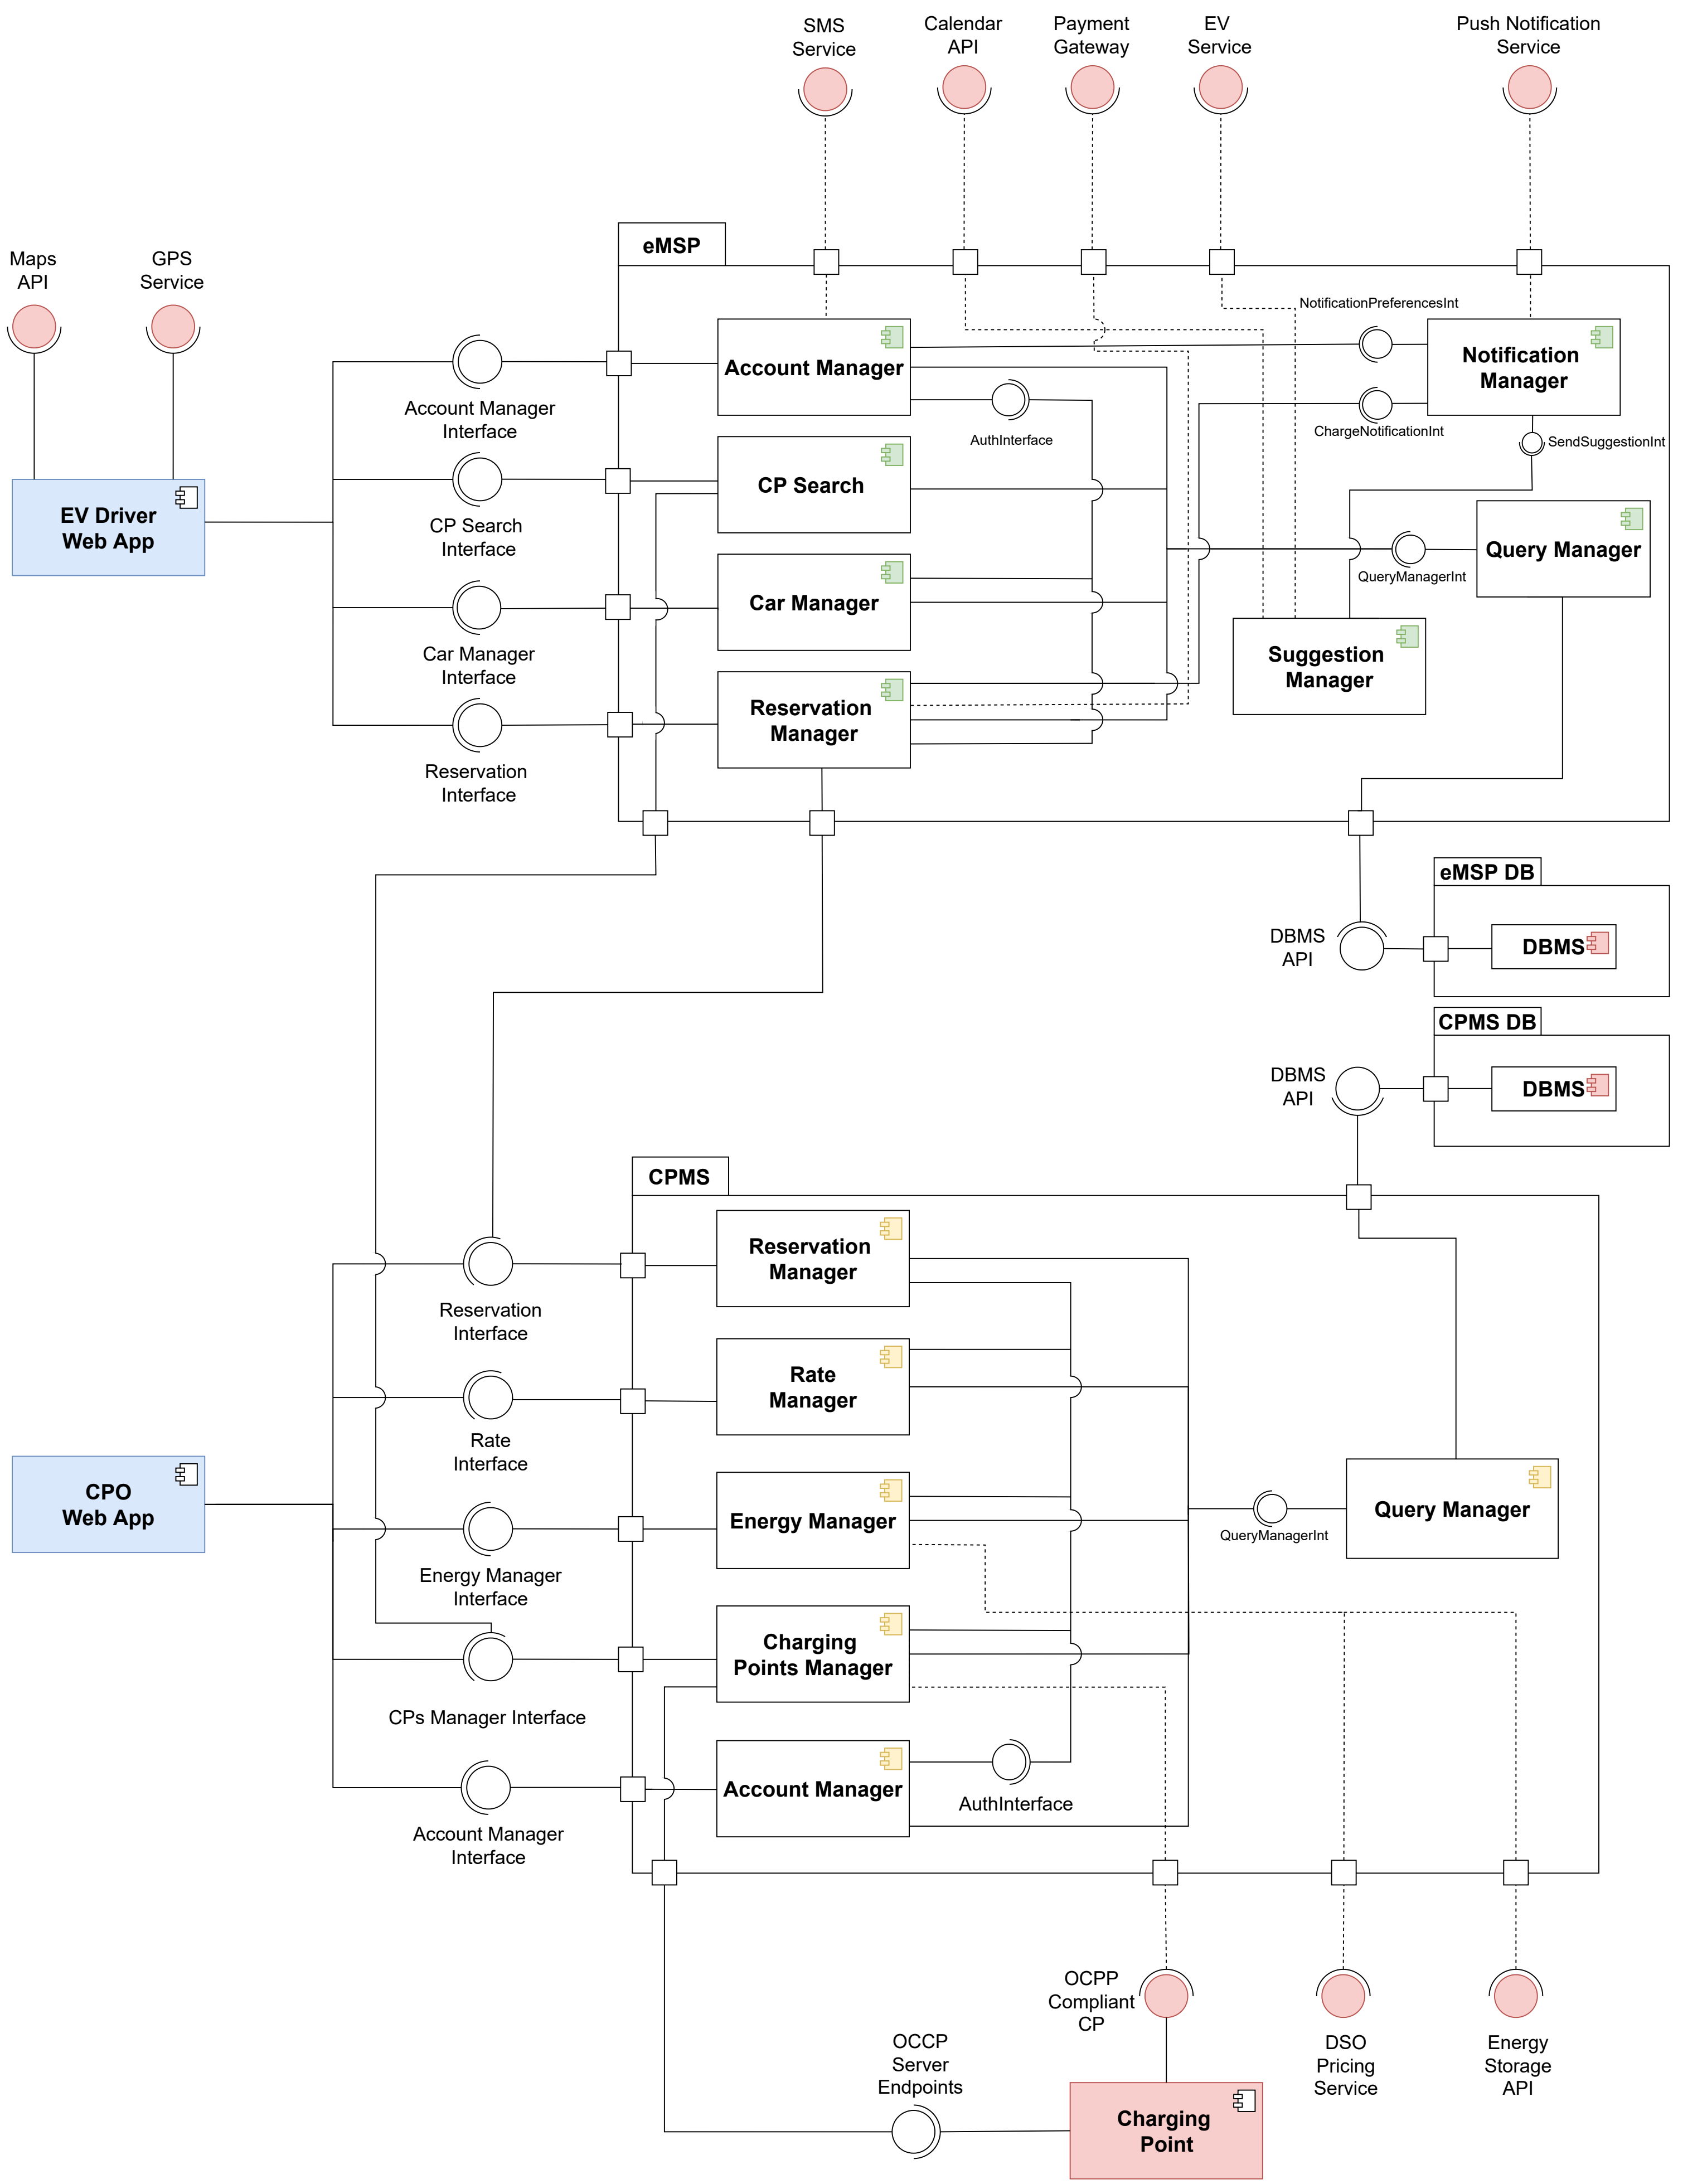 SMS
Service
Calendar
API
Payment
Gateway
EV
Service
Push Notification
Service
Maps
API
GPS
Service
eMSP
NotificationPreferencesInt
Account Manager
Notification
Manager
Account Manager
Interface
AuthInterface
ChargeNotificationInt
SendSuggestionInt
EV Driver
Web App
CP Search
CP Search
Interface
Query Manager
QueryManagerInt
Car Manager
Car Manager
Interface
Suggestion
Manager
Reservation
Manager
Reservation
Interface
eMSP DB
DBMS
API
DBMS
CPMS DB
DBMS
API
DBMS
CPMS
Reservation
Manager
Reservation
Interface
Rate
Manager
Rate
Interface
CPO
Web App
Energy Manager
Query Manager
QueryManagerInt
Energy Manager
Interface
Charging
Points Manager
CPs Manager Interface
Account Manager
AuthInterface
Account Manager
Interface
OCPP
Compliant
CP
OCCP
Server
Endpoints
DSO
Pricing
Service
Energy
Storage
API
Charging
Point